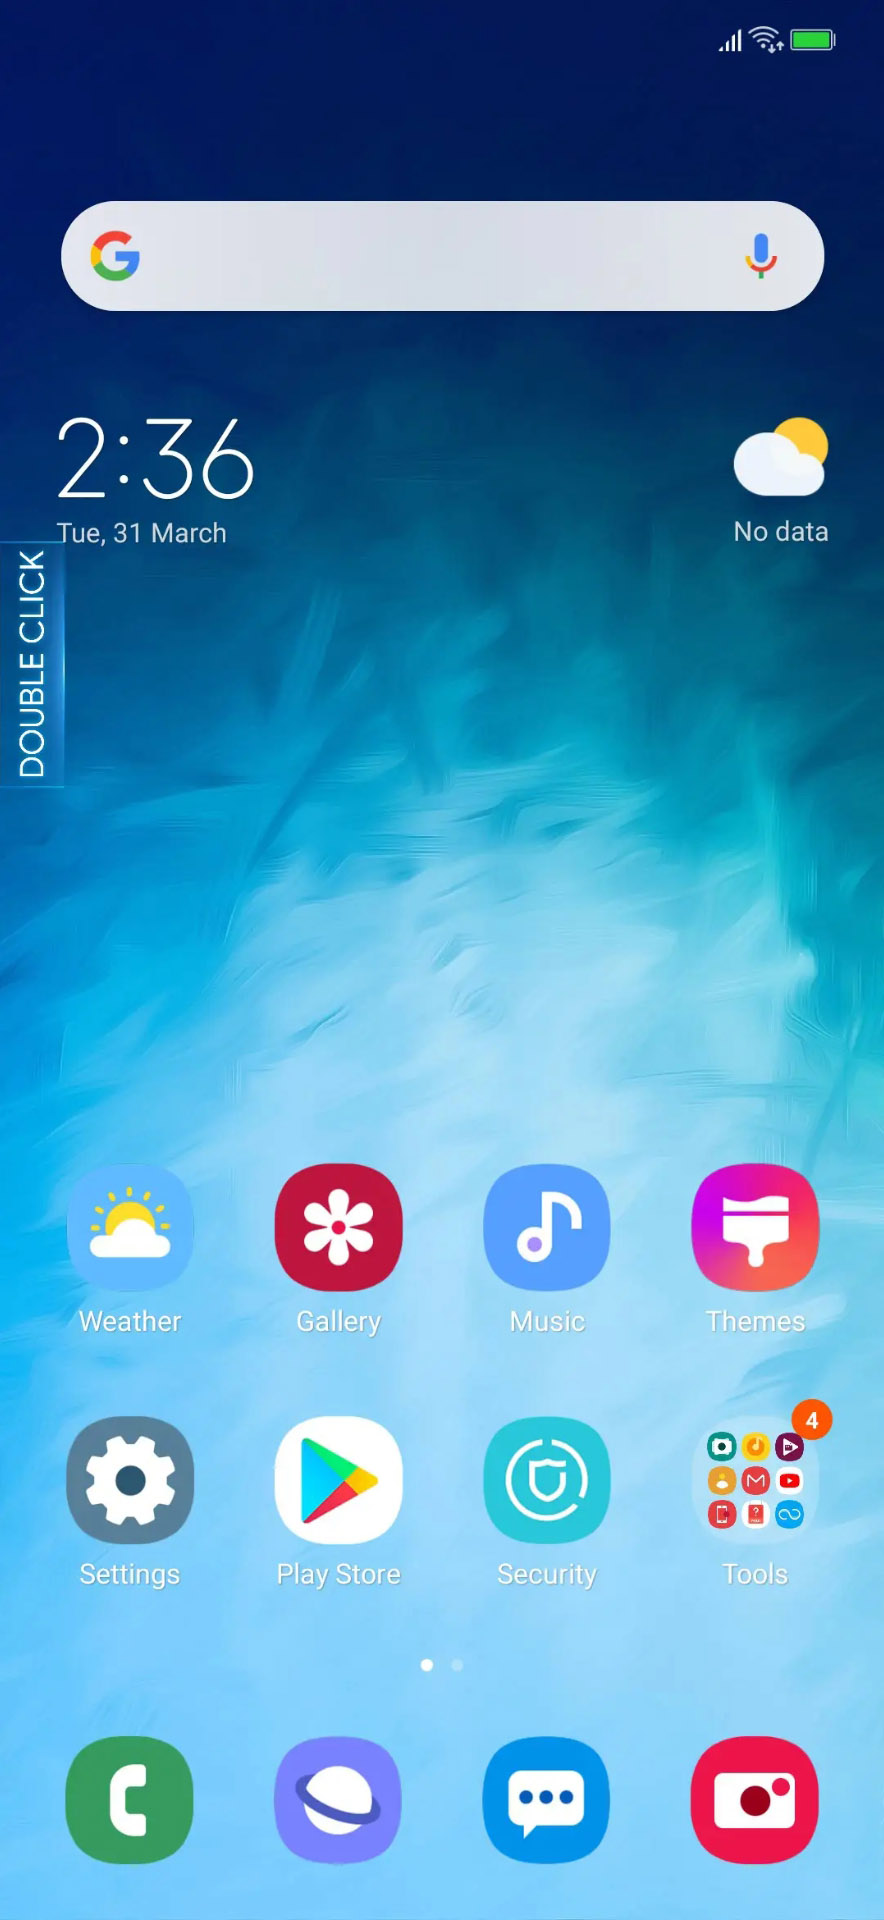 2:36
Tue, 31 March
No data
DOUBLE CLICK
Weather
Gallery
Music
Themes
4
Settings
Play Store
Security
Tools